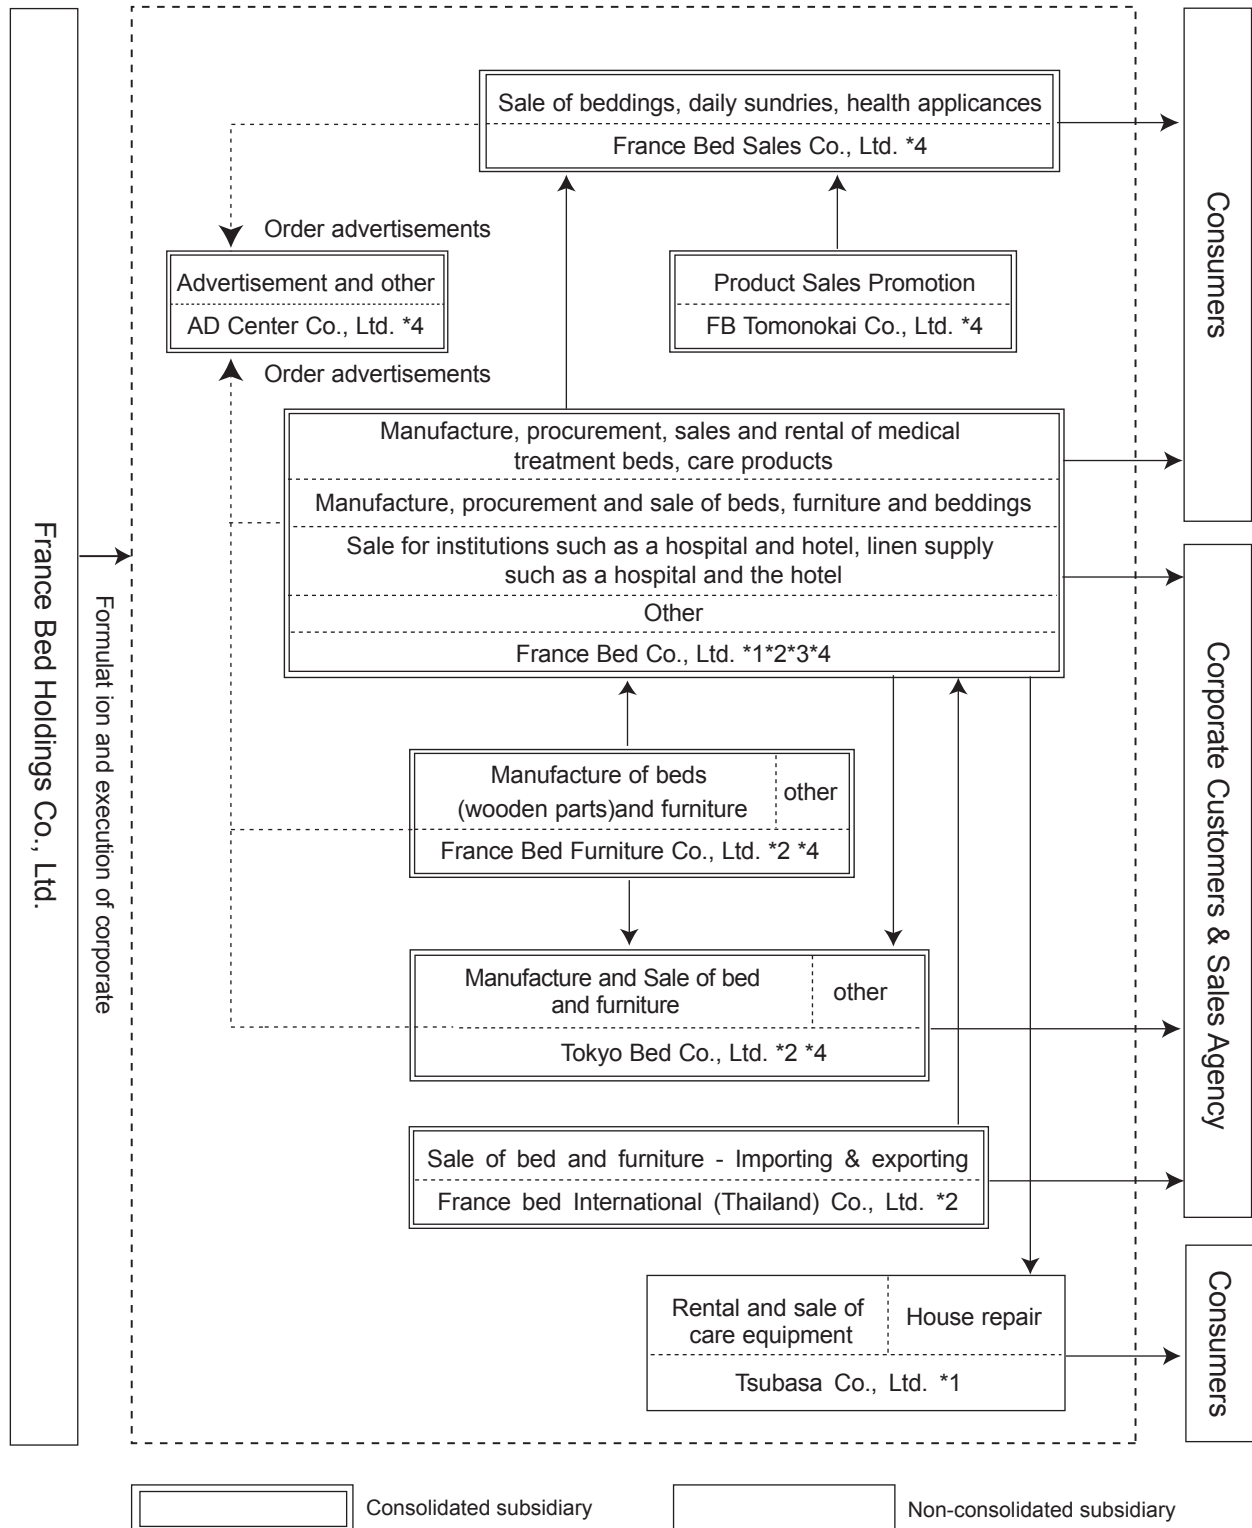 France Bed Holdings Co., Ltd.
Formulat ion and execution of corporate
Sale of beddings, daily sundries, health applicances
France Bed Sales Co., Ltd. *4
Consumers
Order advertisements
Advertisement and other
AD Center Co., Ltd. *4
Product Sales Promotion
FB Tomonokai Co., Ltd. *4
Order advertisements
Manufacture, procurement, sales and rental of medical
treatment beds, care products
Manufacture, procurement and sale of beds, furniture and beddings
Sale for institutions such as a hospital and hotel, linen supply
such as a hospital and the hotel
Other
France Bed Co., Ltd. *1*2*3*4
Corporate Customers & Sales Agency
Manufacture of beds
(wooden parts)and furniture
other
France Bed Furniture Co., Ltd. *2 *4
Manufacture and Sale of bed
and furniture
other
Tokyo Bed Co., Ltd. *2 *4
Sale of bed and furniture - Importing & exporting
France bed International (Thailand) Co., Ltd. *2
Rental and sale of
care equipment
House repair
Tsubasa Co., Ltd. *1
Consumers
Consolidated subsidiary
Non-consolidated subsidiary